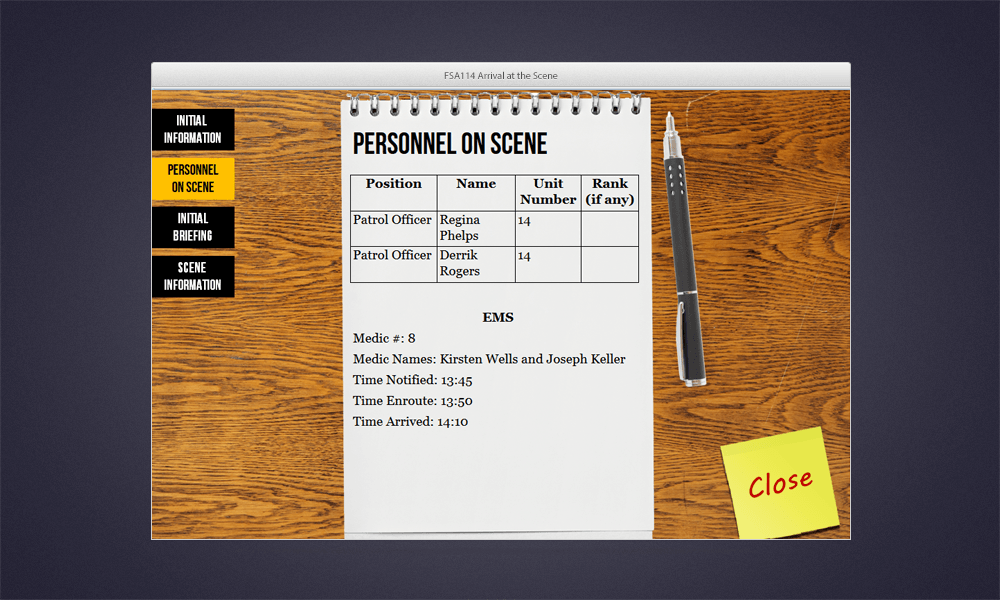 FSA114 Arrival at the Scene
INITIAL
INFORMATION
PERSONNEL
ON SCENE
INITIAL
BRIEFING
SCENE
INFORMATION
PERSONNEL ON SCENE
Position Name Unit Number Rank (if any)
Patrol Officer Regina Phelps 14
Patrol Officer Derrik Rogers 14
EMS
Medic #: 8
Medic Names: Kirsten Wells and Joseph Keller
Time Notified: 13:45
Time Enroute: 13:50
Time Arrived: 14:10
Close